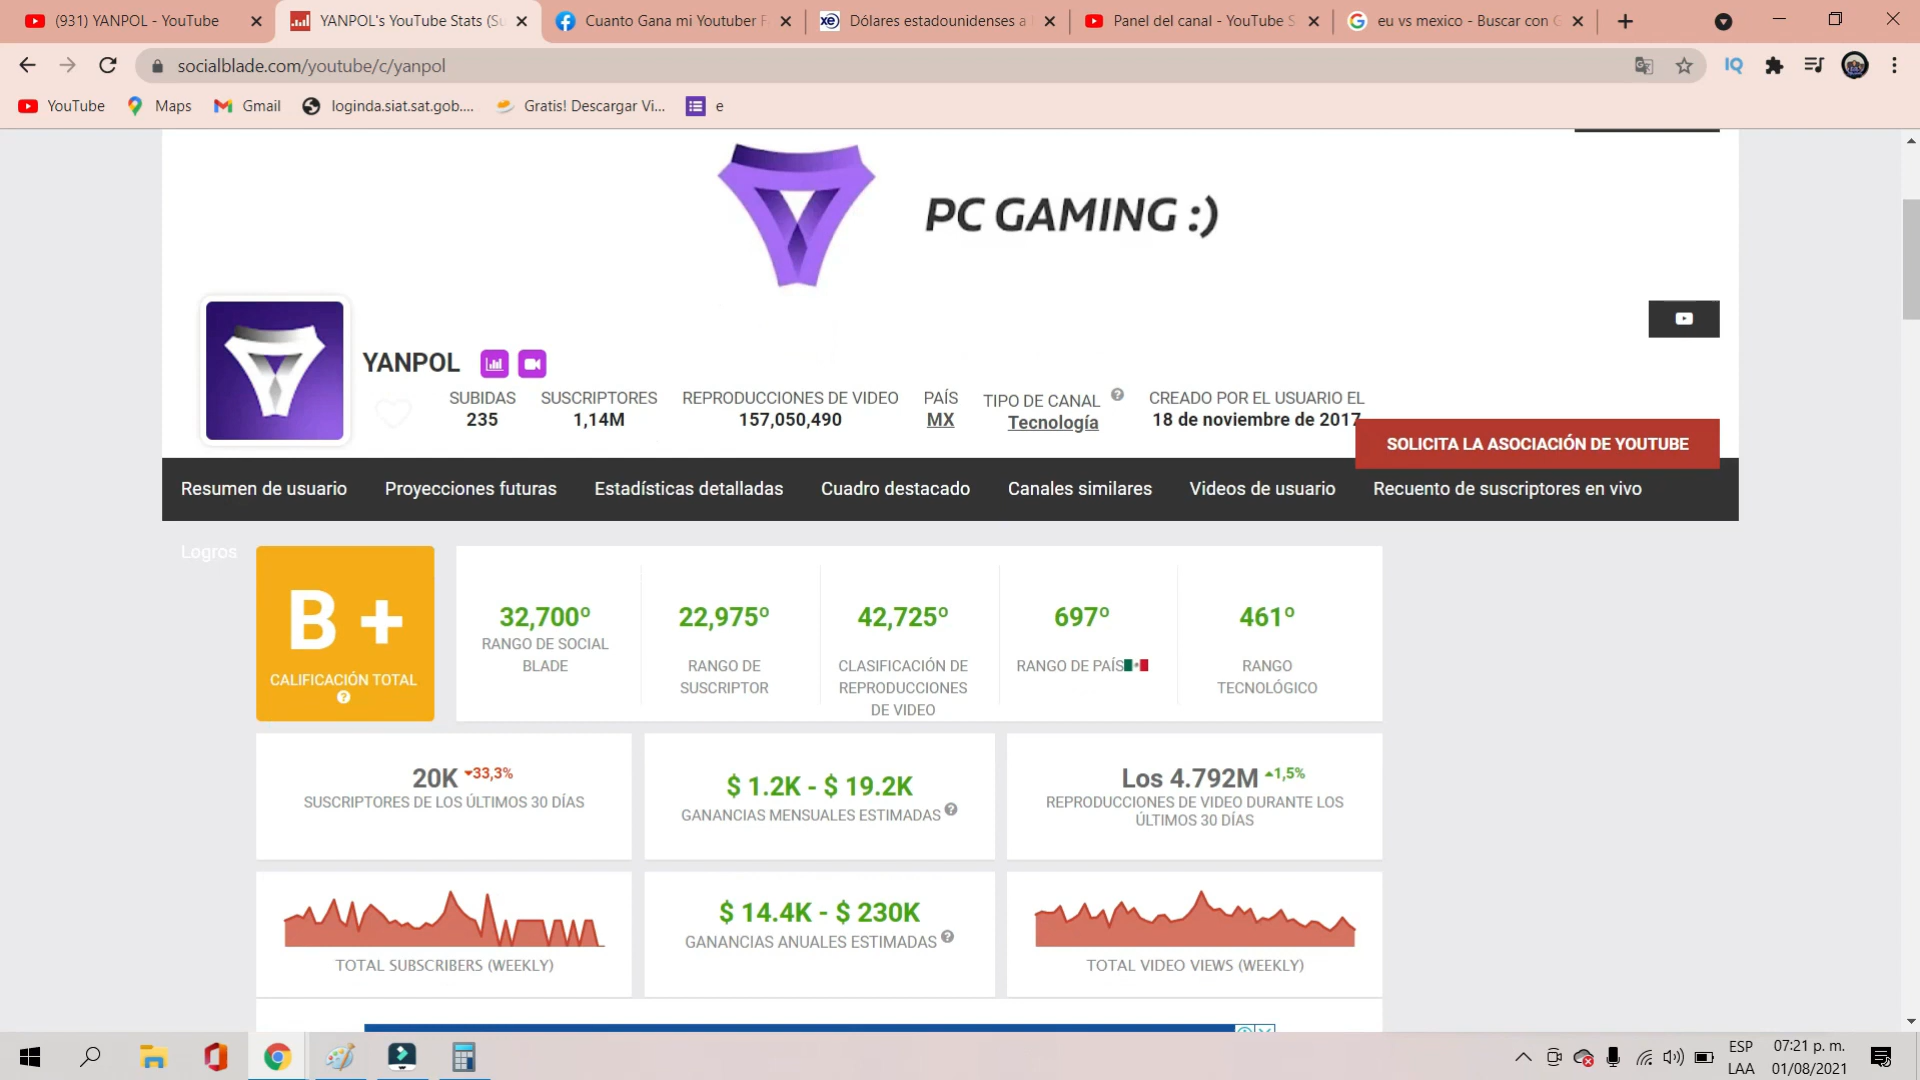 (931) YANPOL - YouTube
YANPOL's YouTube Stats (Su
Cuanto Gana mi Youtuber F
Dólares estadounidenses a
Panel del canal - YouTube S
eu vs mexico - Buscar con G
socialblade.com/youtube/c/yanpol
YouTube
Maps
Gmail
loginda.siat.sat.gob....
Gratis! Descargar Vi...
e
PC GAMING :)
YANPOL
SUBIDAS
235
SUSCRIPTORES
1,14M
REPRODUCCIONES DE VIDEO
157,050,490
PAÍS
MX
TIPO DE CANAL
Tecnología
CREADO POR EL USUARIO EL
18 de noviembre de 2017
SOLICITA LA ASOCIACIÓN DE YOUTUBE
Resumen de usuario
Proyecciones futuras
Estadísticas detalladas
Cuadro destacado
Canales similares
Videos de usuario
Recuento de suscriptores en vivo
Logros
B +
CALIFICACIÓN TOTAL
32,700º
RANGO DE SOCIAL
BLADE
22,975º
RANGO DE
SUSCRIPTOR
42,725º
CLASIFICACIÓN DE
REPRODUCCIONES
DE VIDEO
697º
RANGO DE PAÍS
461º
RANGO
TECNOLÓGICO
20K 33,3%
SUSCRIPTORES DE LOS ÚLTIMOS 30 DÍAS
$ 1.2K - $ 19.2K
GANANCIAS MENSUALES ESTIMADAS
Los 4.792M 1,5%
REPRODUCCIONES DE VIDEO DURANTE LOS
ÚLTIMOS 30 DÍAS
TOTAL SUBSCRIBERS (WEEKLY)
$ 14.4K - $ 230K
GANANCIAS ANUALES ESTIMADAS
TOTAL VIDEO VIEWS (WEEKLY)
ESP
LAA
07:21 p. m.
01/08/2021